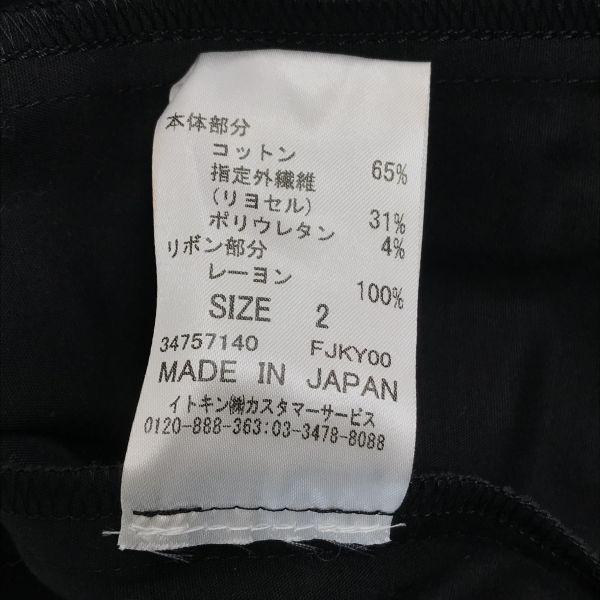 本体部分
コットン 65%
指定外繊維
(リヨセル) 31%
ポリウレタン 4%
リボン部分
レーヨン 100%
SIZE 2
34757140 FJKY00
MADE IN JAPAN
イトキン㈱カスタマーサービス
0120-888-363:03-3478-8088